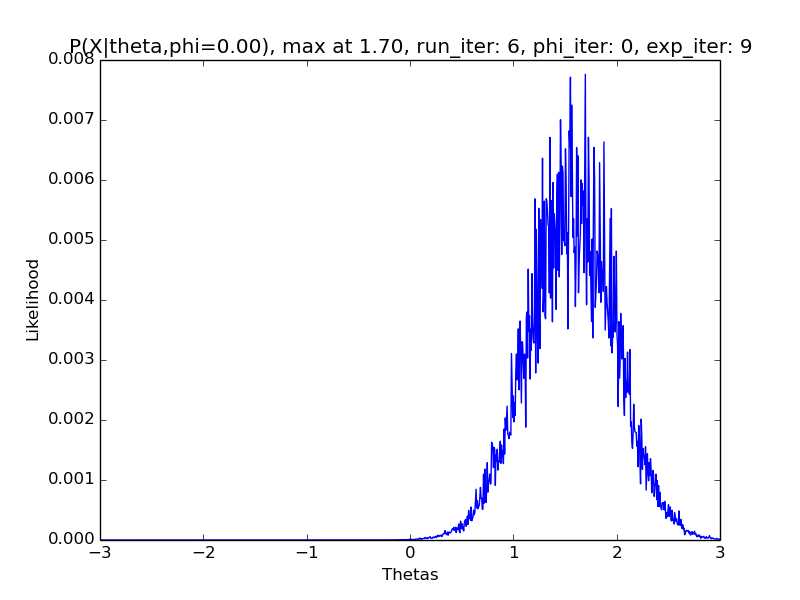 P(X|theta,phi=0.00), max at 1.70, run_iter: 6, phi_iter: 0, exp_iter: 9
0.008
0.007
0.006
0.005
0.004
0.003
0.002
0.001
0.000
Likelihood
−3 −2 −1 0 1 2 3
Thetas